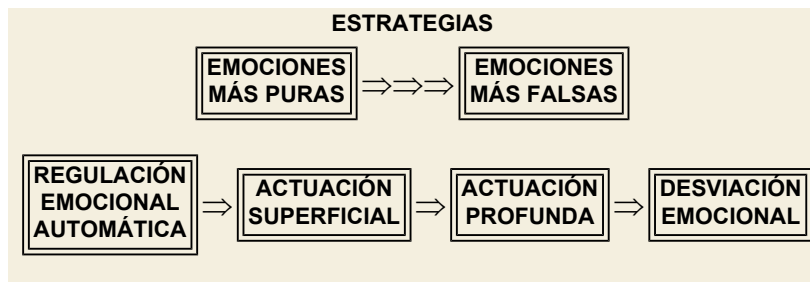 ESTRATEGIAS
EMOCIONES
MÁS PURAS
⇒⇒⇒
EMOCIONES
MÁS FALSAS
REGULACIÓN
EMOCIONAL
AUTOMÁTICA
⇒
ACTUACIÓN
SUPERFICIAL
⇒
ACTUACIÓN
PROFUNDA
⇒
DESVIACIÓN
EMOCIONAL